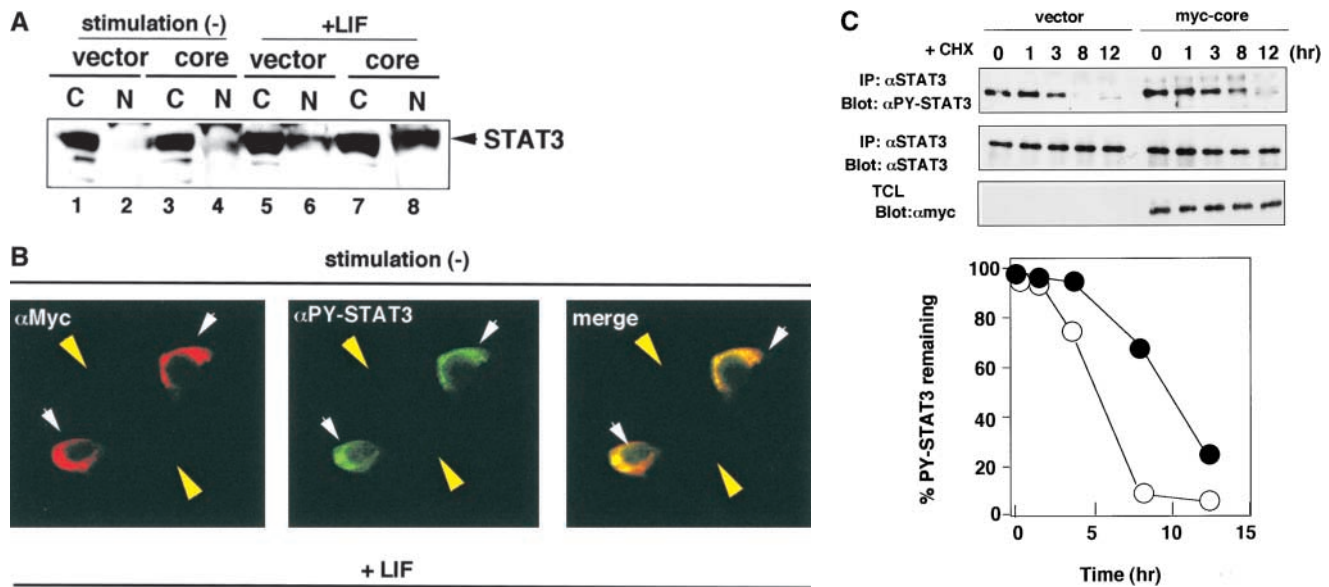 A
stimulation (-) +LIF
vector core vector core
C N C N C N C N
STAT3
1 2 3 4 5 6 7 8
B
stimulation (-)
αMyc αPY-STAT3 merge
+ LIF
C
vector myc-core
+ CHX 0 1 3 8 12 0 1 3 8 12 (hr)
IP: αSTAT3
Blot: αPY-STAT3
IP: αSTAT3
Blot: αSTAT3
TCL
Blot:αmyc
% PY-STAT3 remaining
100
80
60
40
20
0
0 5 10 15
Time (hr)